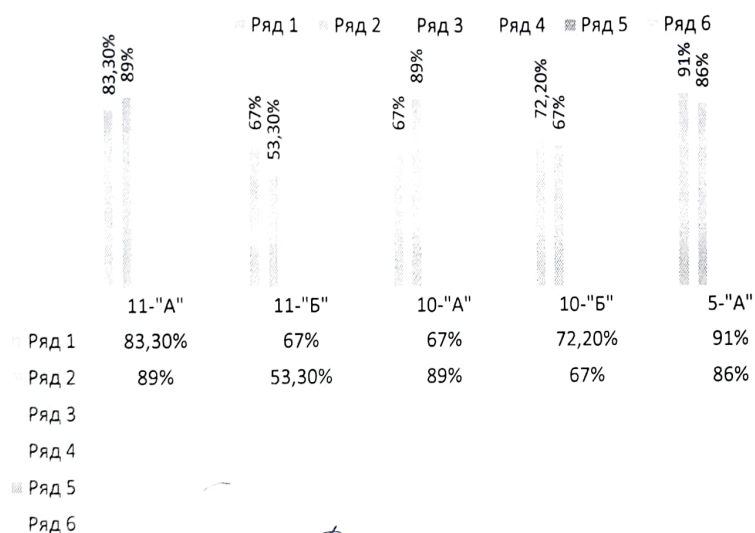 Ряд 1 Ряд 2 Ряд 3 Ряд 4 Ряд 5 Ряд 6
83,30% 89% 67% 53,30% 67% 89% 72,20% 67% 91% 86%
11-"А" 11-"Б" 10-"А" 10-"Б" 5-"А"
Ряд 1 83,30% 67% 67% 72,20% 91%
Ряд 2 89% 53,30% 89% 67% 86%
Ряд 3
Ряд 4
Ряд 5
Ряд 6